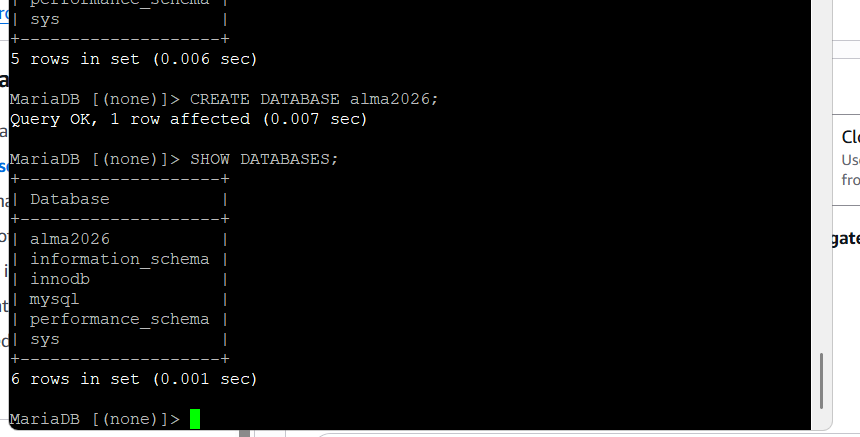 | performance_schema |
| sys                |
+--------------------+
5 rows in set (0.006 sec)
MariaDB [(none)]> CREATE DATABASE alma2026;
Query OK, 1 row affected (0.007 sec)
MariaDB [(none)]> SHOW DATABASES;
+--------------------+
| Database           |
+--------------------+
| alma2026           |
| information_schema |
| innodb             |
| mysql              |
| performance_schema |
| sys                |
+--------------------+
6 rows in set (0.001 sec)
MariaDB [(none)]>